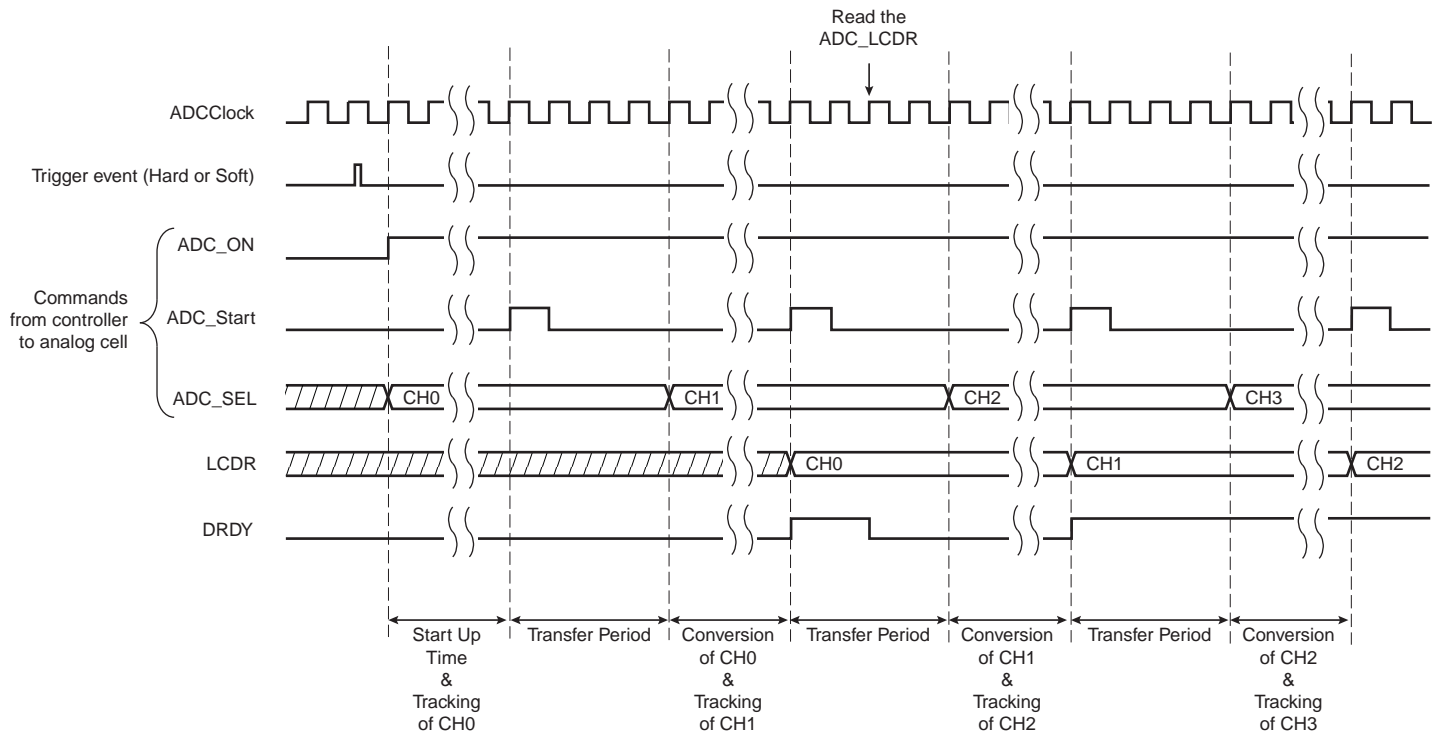 Read the
ADC_LCDR
ADCClock
Trigger event (Hard or Soft)
ADC_ON
Commands
from controller
to analog cell
ADC_Start
ADC_SEL
CH0
CH1
CH2
CH3
LCDR
CH0
CH1
CH2
DRDY
Start Up
Time
&
Tracking
of CH0
Transfer Period
Conversion
of CH0
&
Tracking
of CH1
Transfer Period
Conversion
of CH1
&
Tracking
of CH2
Transfer Period
Conversion
of CH2
&
Tracking
of CH3